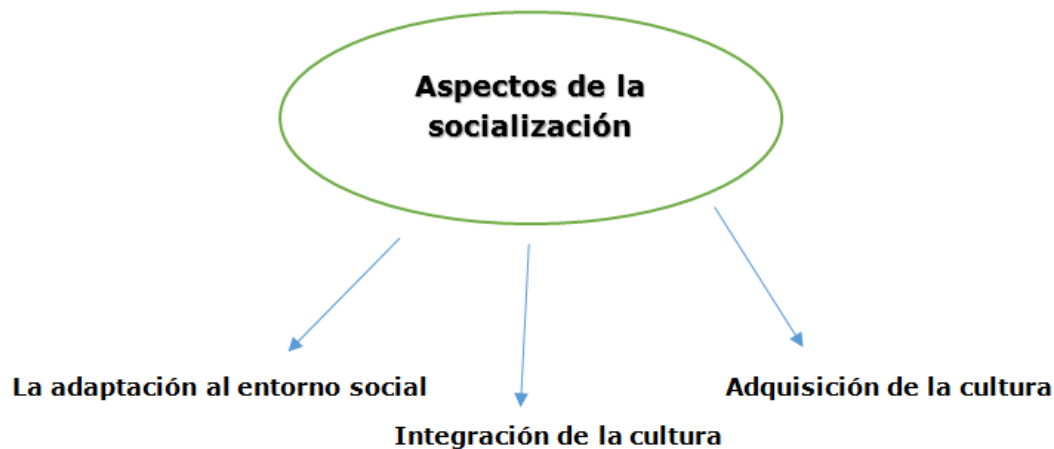 Aspectos de la
socialización
La adaptación al entorno social
Adquisición de la cultura
Integración de la cultura